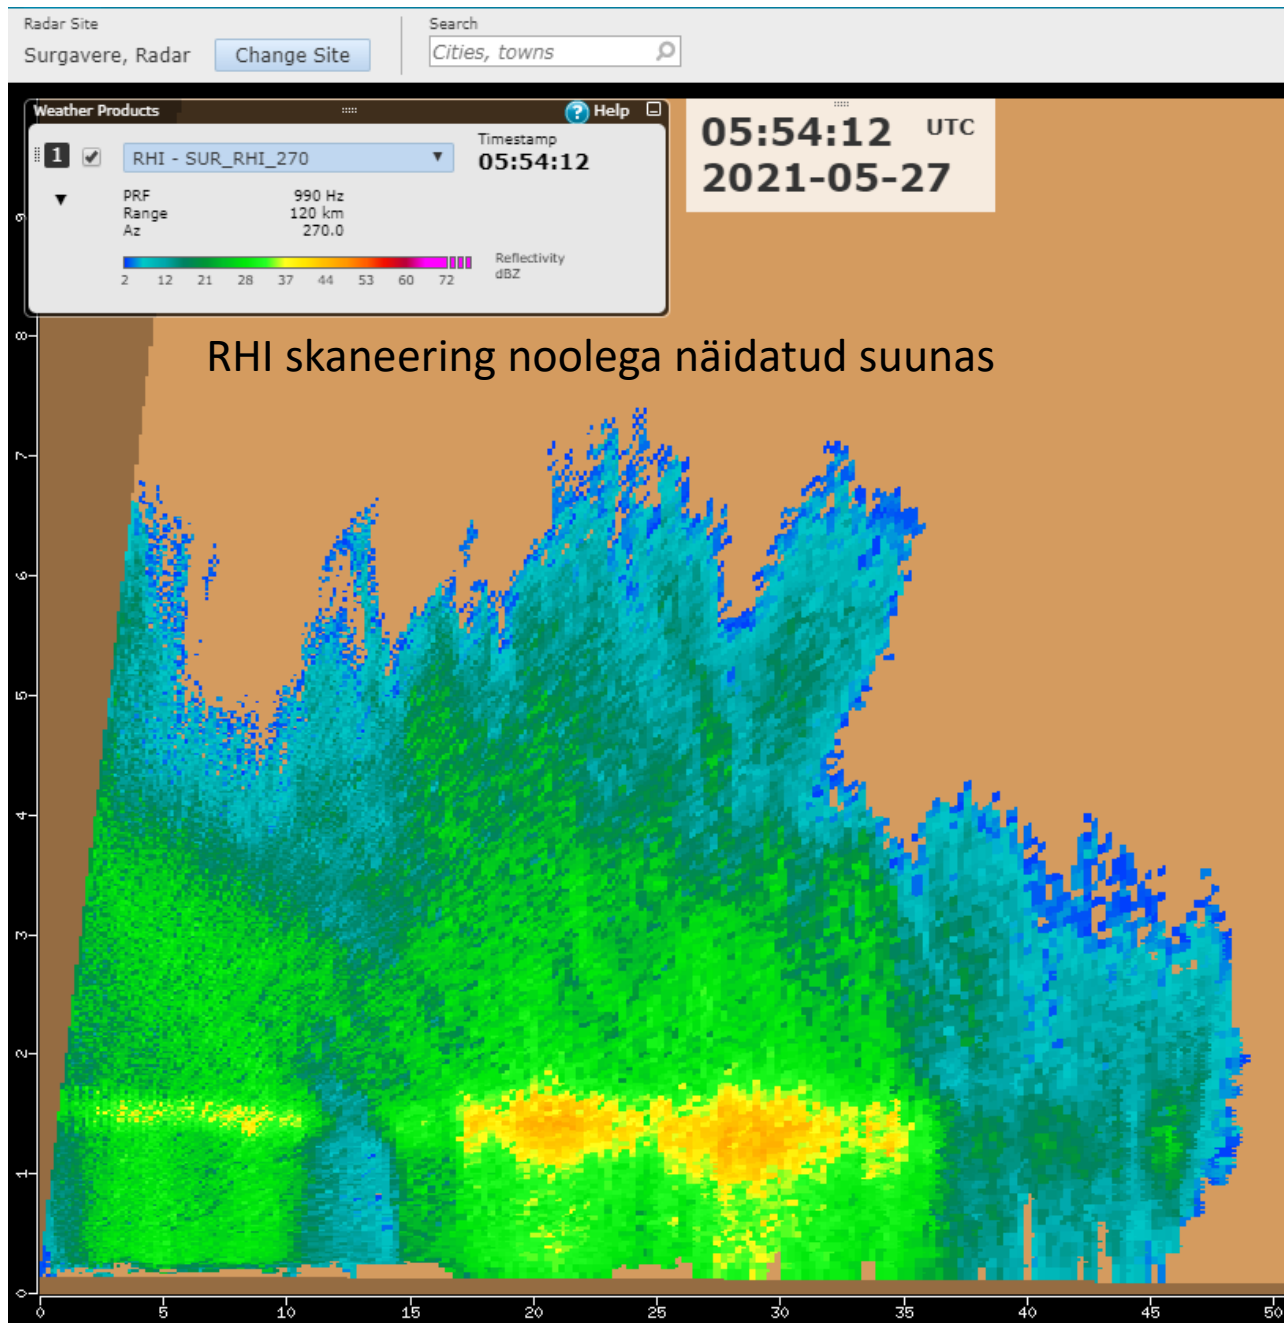 Radar Site
Surgavere, Radar
Change Site
Search
Cities, towns
Weather Products
Help
1
RHI - SUR_RHI_270
Timestamp
05:54:12
PRF 990 Hz
Range 120 km
Az 270.0
2 12 21 28 37 44 53 60 72
Reflectivity
dBZ
05:54:12 UTC
2021-05-27
RHI skaneering noolega näidatud suunas
9
8
7
6
5
4
3
2
1
0
0 5 10 15 20 25 30 35 40 45 50